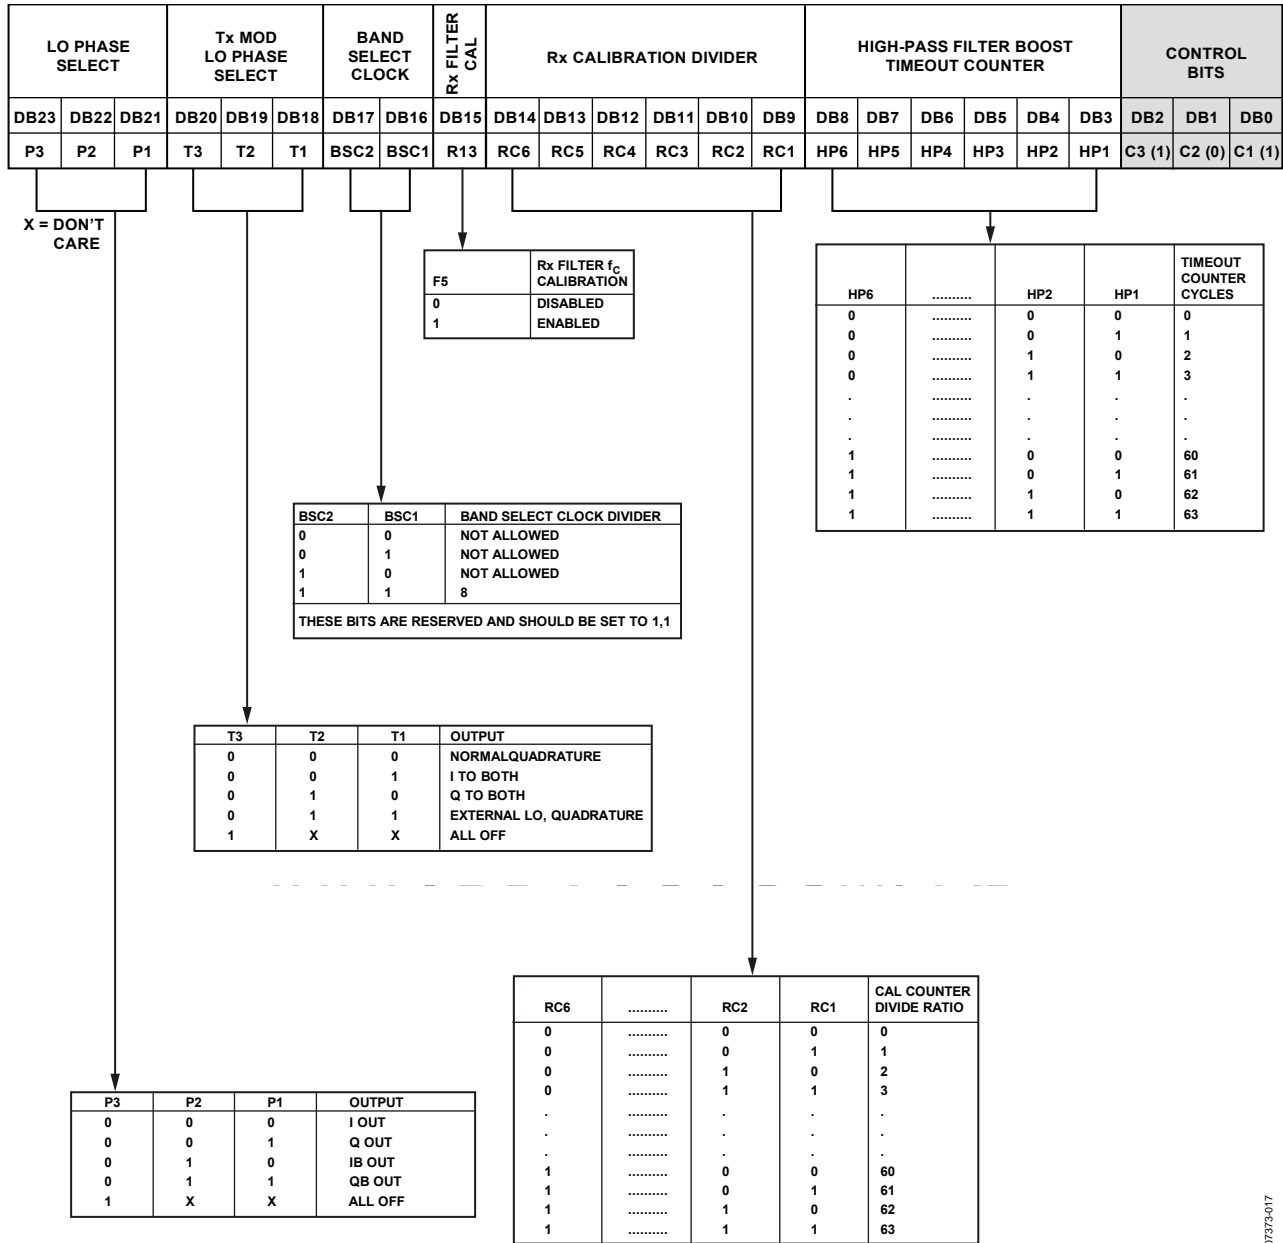 LO PHASE SELECT
Tx MOD LO PHASE SELECT
BAND SELECT CLOCK
Rx FILTER CAL
Rx CALIBRATION DIVIDER
HIGH-PASS FILTER BOOST TIMEOUT COUNTER
CONTROL BITS
DB23 DB22 DB21 DB20 DB19 DB18 DB17 DB16 DB15 DB14 DB13 DB12 DB11 DB10 DB9 DB8 DB7 DB6 DB5 DB4 DB3 DB2 DB1 DB0
P3 P2 P1 T3 T2 T1 BSC2 BSC1 R13 RC6 RC5 RC4 RC3 RC2 RC1 HP6 HP5 HP4 HP3 HP2 HP1 C3 (1) C2 (0) C1 (1)
X = DON'T
CARE
F5 Rx FILTER fC CALIBRATION
0 DISABLED
1 ENABLED
HP6 .......... HP2 HP1 TIMEOUT COUNTER CYCLES
0 .......... 0 0 0
0 .......... 0 1 1
0 .......... 1 0 2
0 .......... 1 1 3
. .......... . . .
. .......... . . .
. .......... . . .
1 .......... 0 0 60
1 .......... 0 1 61
1 .......... 1 0 62
1 .......... 1 1 63
BSC2 BSC1 BAND SELECT CLOCK DIVIDER
0 0 NOT ALLOWED
0 1 NOT ALLOWED
1 0 NOT ALLOWED
1 1 8
THESE BITS ARE RESERVED AND SHOULD BE SET TO 1,1
T3 T2 T1 OUTPUT
0 0 0 NORMALQUADRATURE
0 0 1 I TO BOTH
0 1 0 Q TO BOTH
0 1 1 EXTERNAL LO, QUADRATURE
1 X X ALL OFF
RC6 .......... RC2 RC1 CAL COUNTER DIVIDE RATIO
0 .......... 0 0 0
0 .......... 0 1 1
0 .......... 1 0 2
0 .......... 1 1 3
. .......... . . .
. .......... . . .
. .......... . . .
1 .......... 0 0 60
1 .......... 0 1 61
1 .......... 1 0 62
1 .......... 1 1 63
P3 P2 P1 OUTPUT
0 0 0 I OUT
0 0 1 Q OUT
0 1 0 IB OUT
0 1 1 QB OUT
1 X X ALL OFF
07373-017